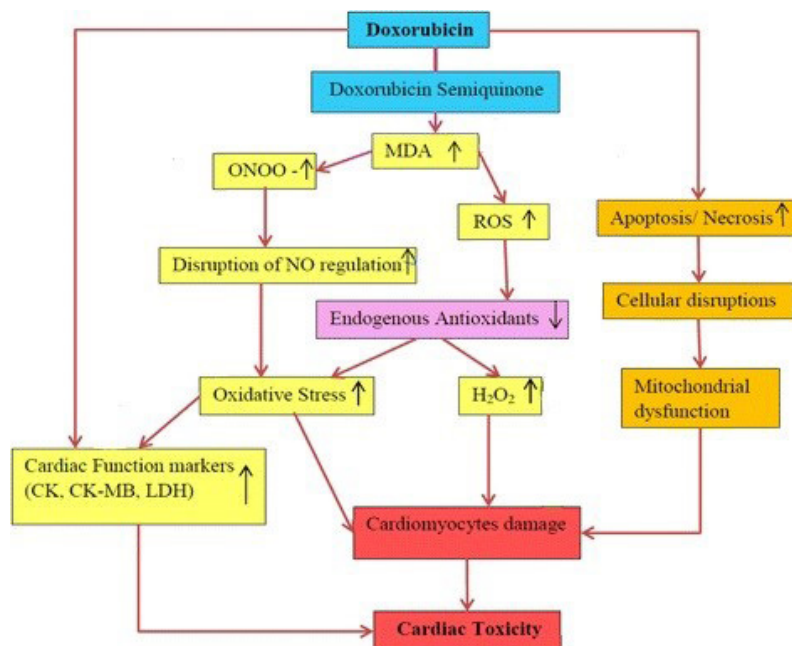 Doxorubicin
Doxorubicin Semiquinone
MDA ↑
ONOO -↑
ROS ↑
Apoptosis/ Necrosis ↑
Disruption of NO regulation↑
Cellular disruptions
Endogenous Antioxidants ↓
Oxidative Stress ↑
H₂O₂ ↑
Mitochondrial
dysfunction
Cardiac Function markers
(CK, CK-MB, LDH) ↑
Cardiomyocytes damage
Cardiac Toxicity